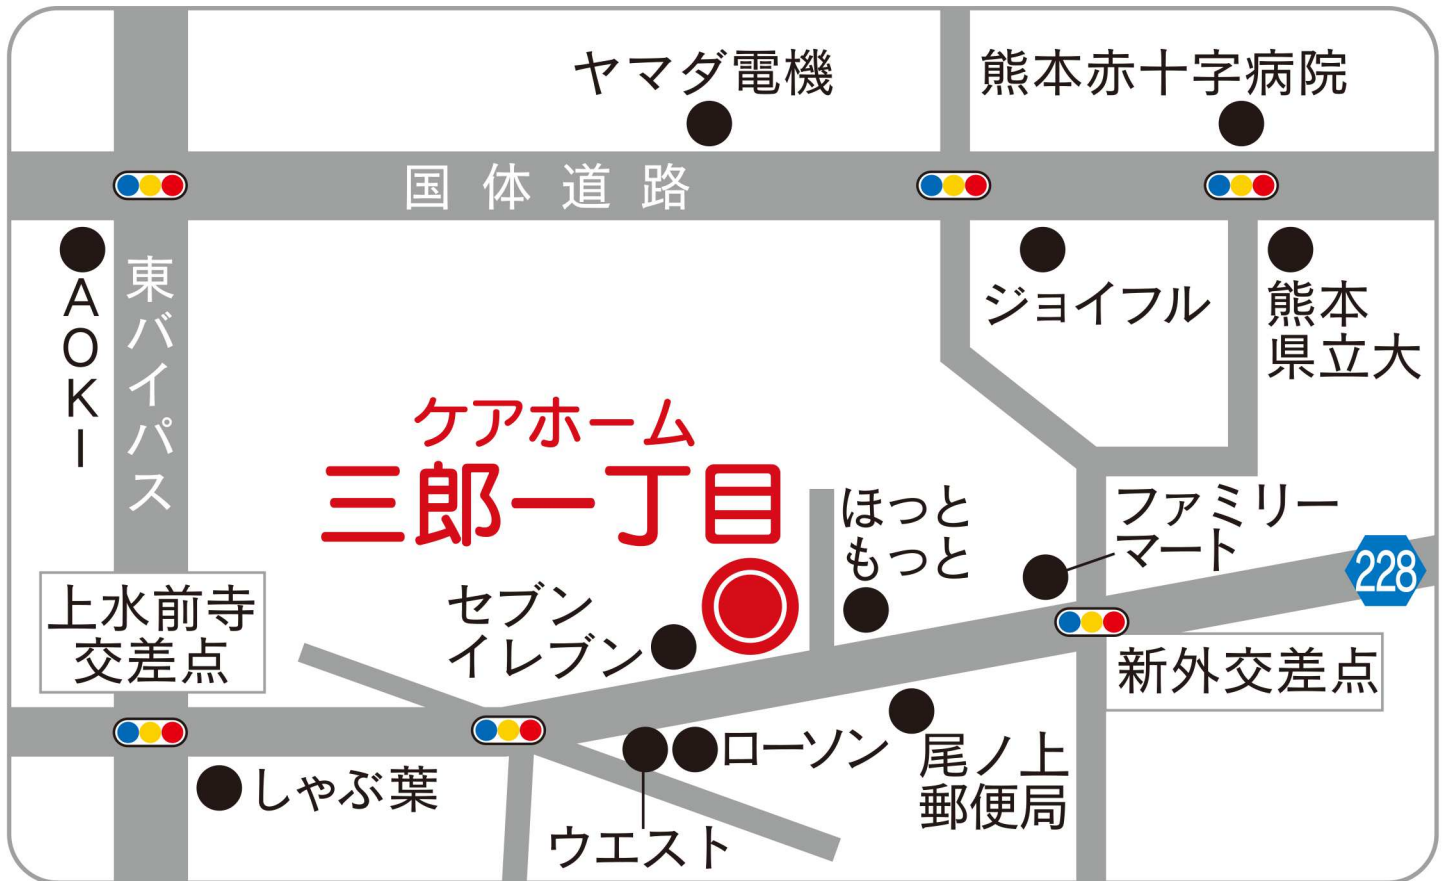 ヤマダ電機
熊本赤十字病院
国体道路
AOKI
東バイパス
ジョイフル
熊本
県立大
ケアホーム
三郎一丁目
ほっと
もっと
ファミリー
マート
228
上水前寺
交差点
セブン
イレブン
新外交差点
ローソン
尾ノ上
郵便局
しゃぶ葉
ウエスト